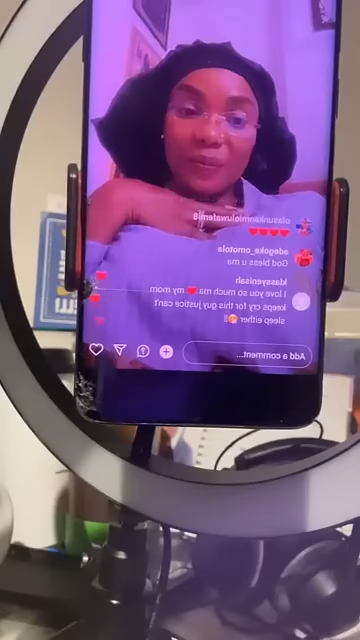 olasunkanmioluwafemi8
❤❤❤❤
adegoke_omotola
God bless u ma
klassyenisah
I love you so much ma❤ my mom
keeps cry for this guy justice can't
sleep either
Add a comment...